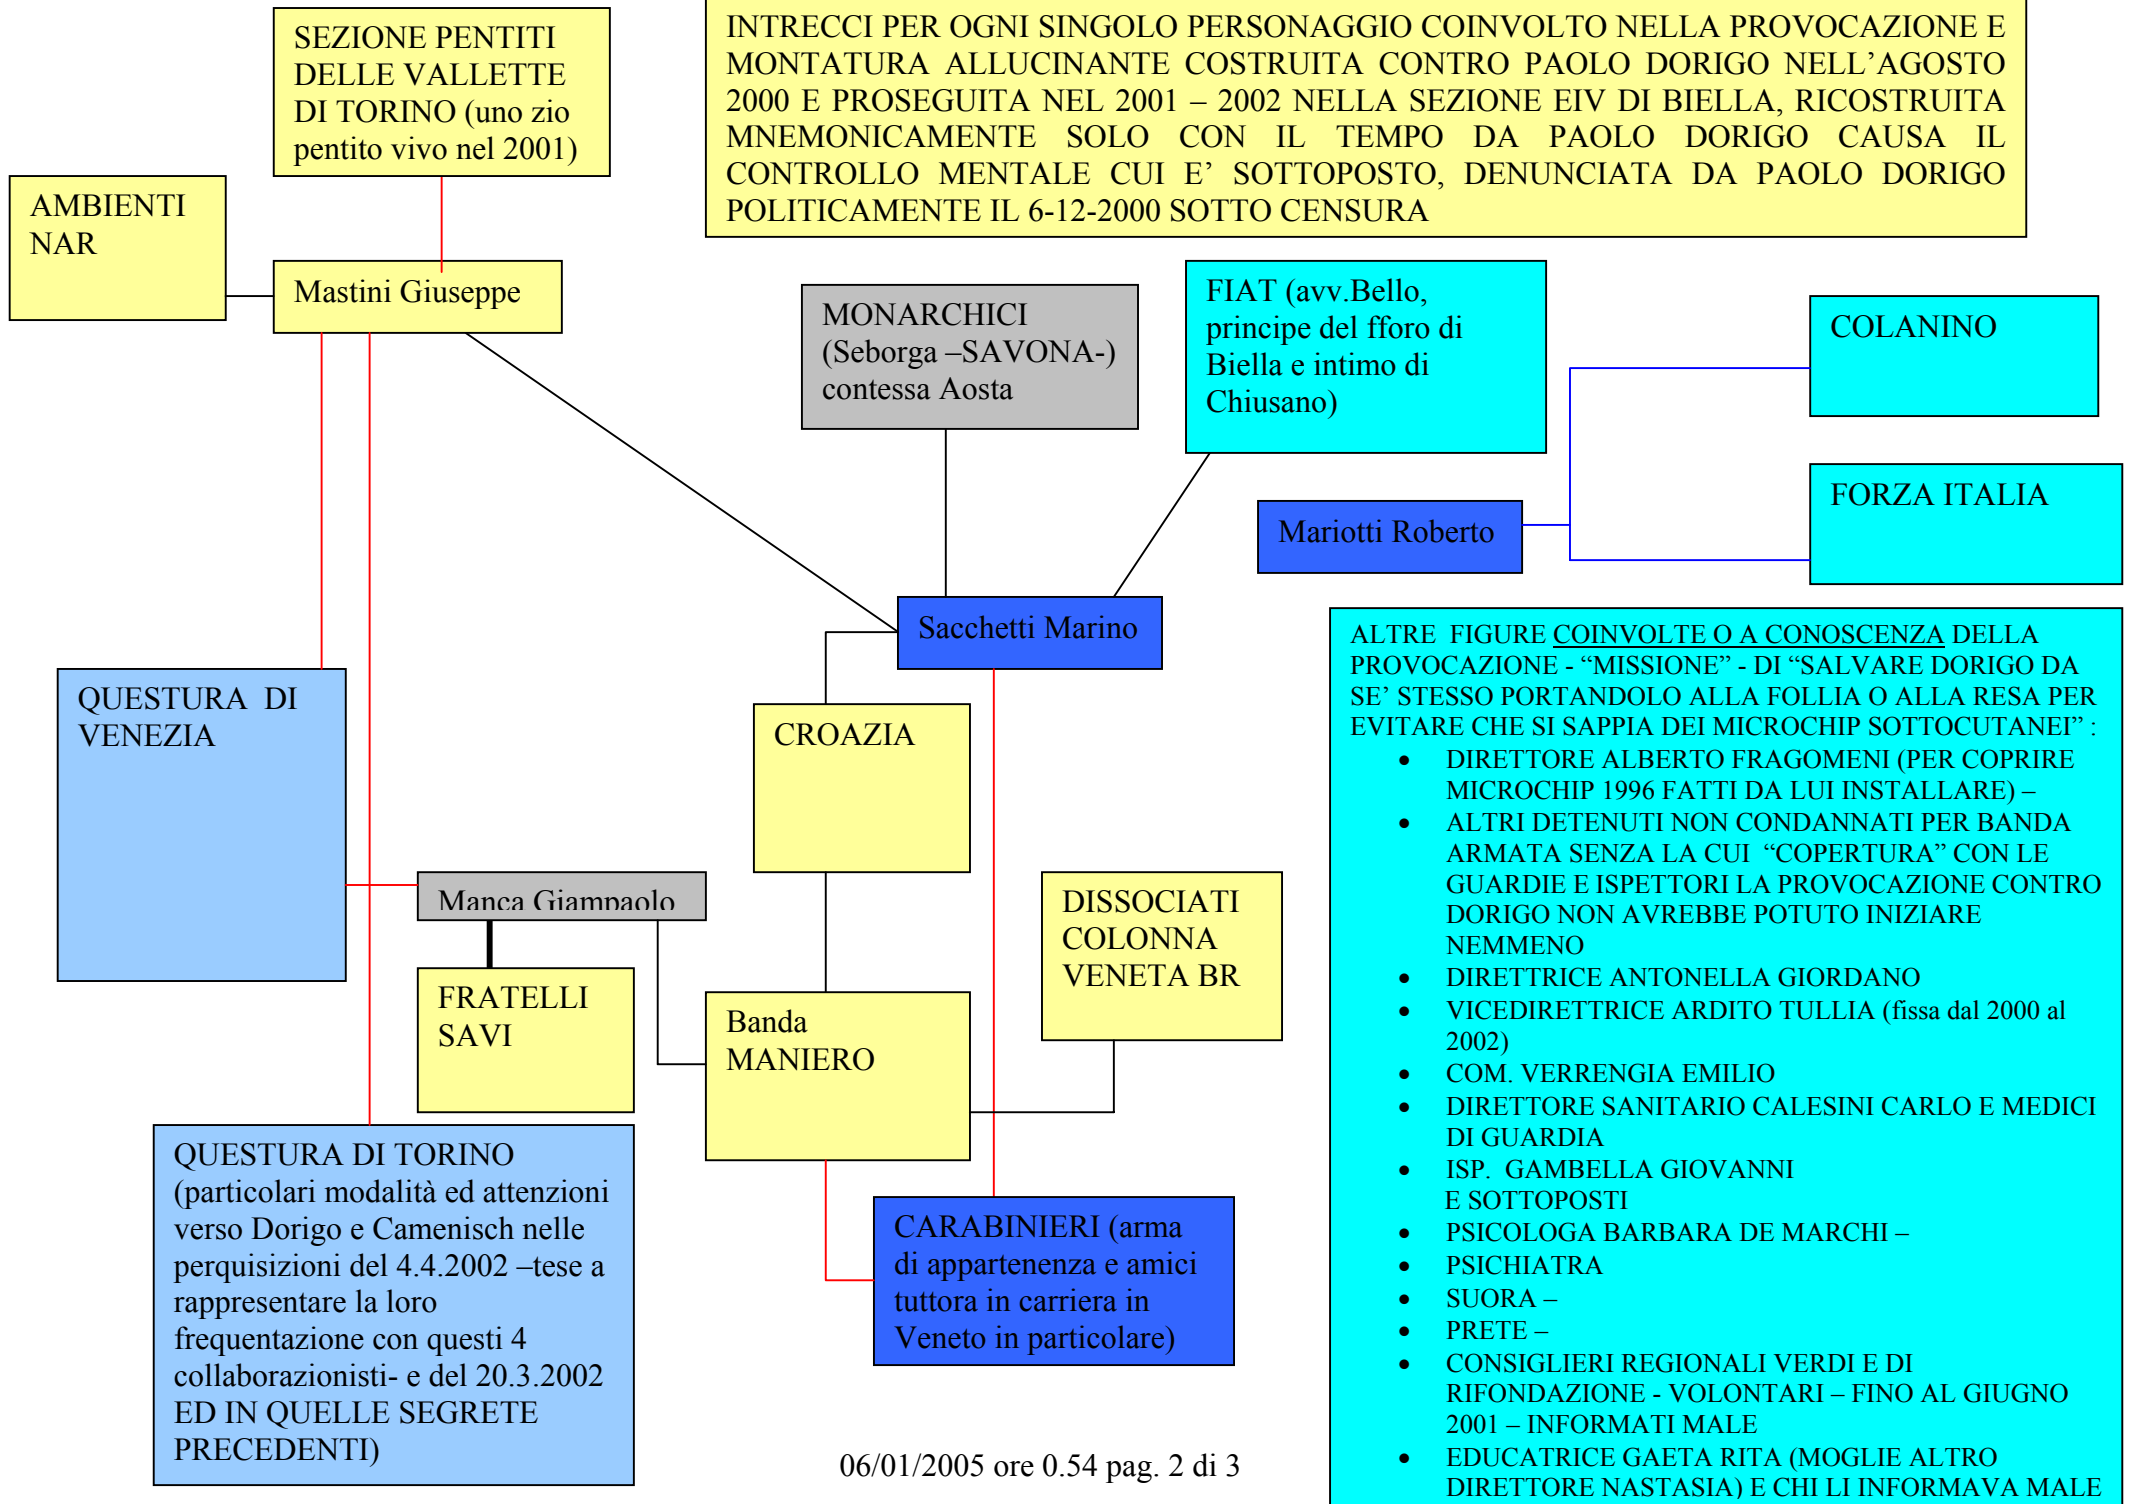 SEZIONE PENTITI
DELLE VALLETTE
DI TORINO (uno zio
pentito vivo nel 2001)
INTRECCI PER OGNI SINGOLO PERSONAGGIO COINVOLTO NELLA PROVOCAZIONE E
MONTATURA ALLUCINANTE COSTRUITA CONTRO PAOLO DORIGO NELL'AGOSTO
2000 E PROSEGUITA NEL 2001 – 2002 NELLA SEZIONE EIV DI BIELLA, RICOSTRUITA
MNEMONICAMENTE SOLO CON IL TEMPO DA PAOLO DORIGO CAUSA IL
CONTROLLO MENTALE CUI E' SOTTOPOSTO, DENUNCIATA DA PAOLO DORIGO
POLITICAMENTE IL 6-12-2000 SOTTO CENSURA
AMBIENTI
NAR
Mastini Giuseppe
MONARCHICI
(Seborga –SAVONA-)
contessa Aosta
FIAT (avv.Bello,
principe del fforo di
Biella e intimo di
Chiusano)
COLANINO
FORZA ITALIA
Mariotti Roberto
Sacchetti Marino
QUESTURA DI
VENEZIA
CROAZIA
Manca Giampaolo
FRATELLI
SAVI
Banda
MANIERO
DISSOCIATI
COLONNA
VENETA BR
QUESTURA DI TORINO
(particolari modalità ed attenzioni
verso Dorigo e Camenisch nelle
perquisizioni del 4.4.2002 –tese a
rappresentare la loro
frequentazione con questi 4
collaborazionisti- e del 20.3.2002
ED IN QUELLE SEGRETE
PRECEDENTI)
CARABINIERI (arma
di appartenenza e amici
tuttora in carriera in
Veneto in particolare)
ALTRE FIGURE COINVOLTE O A CONOSCENZA DELLA
PROVOCAZIONE - “MISSIONE” - DI “SALVARE DORIGO DA
SE' STESSO PORTANDOLO ALLA FOLLIA O ALLA RESA PER
EVITARE CHE SI SAPPIA DEI MICROCHIP SOTTOCUTANEI” :
• DIRETTORE ALBERTO FRAGOMENI (PER COPRIRE
MICROCHIP 1996 FATTI DA LUI INSTALLARE) –
• ALTRI DETENUTI NON CONDANNATI PER BANDA
ARMATA SENZA LA CUI “COPERTURA” CON LE
GUARDIE E ISPETTORI LA PROVOCAZIONE CONTRO
DORIGO NON AVREBBE POTUTO INIZIARE
NEMMENO
• DIRETTRICE ANTONELLA GIORDANO
• VICEDIRETTRICE ARDITO TULLIA (fissa dal 2000 al
2002)
• COM. VERRENGIA EMILIO
• DIRETTORE SANITARIO CALESINI CARLO E MEDICI
DI GUARDIA
• ISP. GAMBELLA GIOVANNI
E SOTTOPOSTI
• PSICOLOGA BARBARA DE MARCHI –
• PSICHIATRA
• SUORA –
• PRETE –
• CONSIGLIERI REGIONALI VERDI E DI
RIFONDAZIONE - VOLONTARI – FINO AL GIUGNO
2001 – INFORMATI MALE
• EDUCATRICE GAETA RITA (MOGLIE ALTRO
DIRETTORE NASTASIA) E CHI LI INFORMAVA MALE
06/01/2005 ore 0.54 pag. 2 di 3